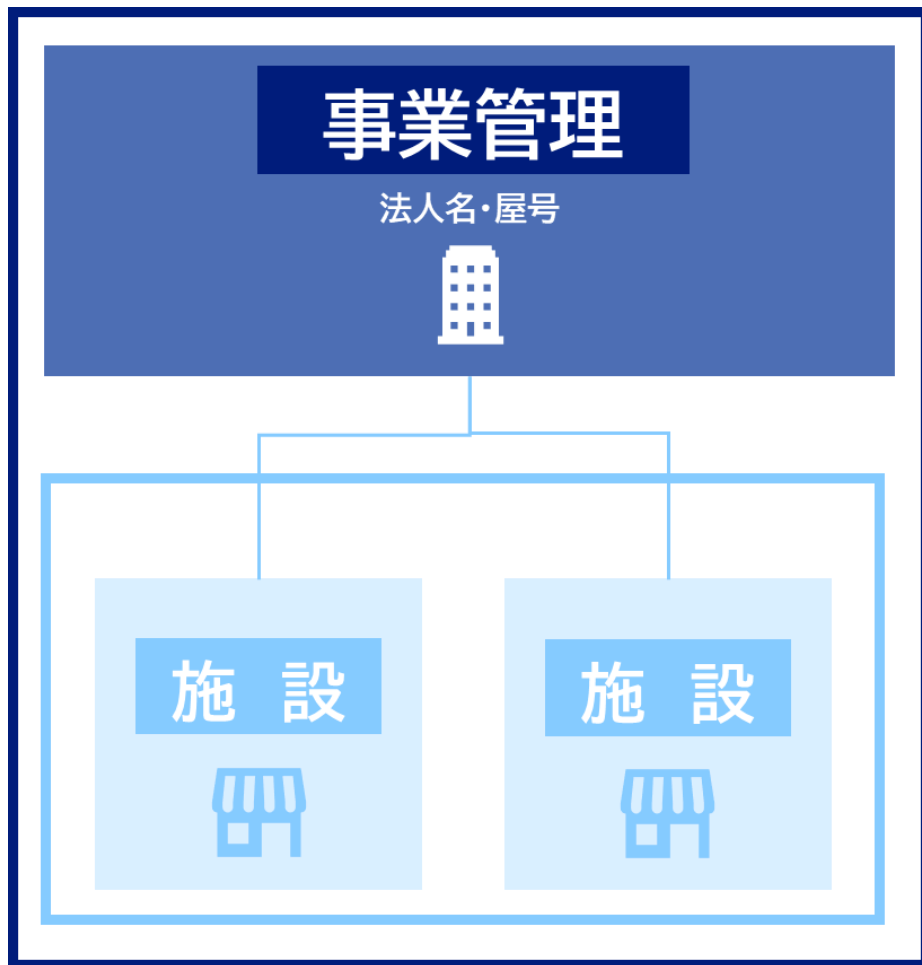 事業管理
法人名・屋号
施設
施設